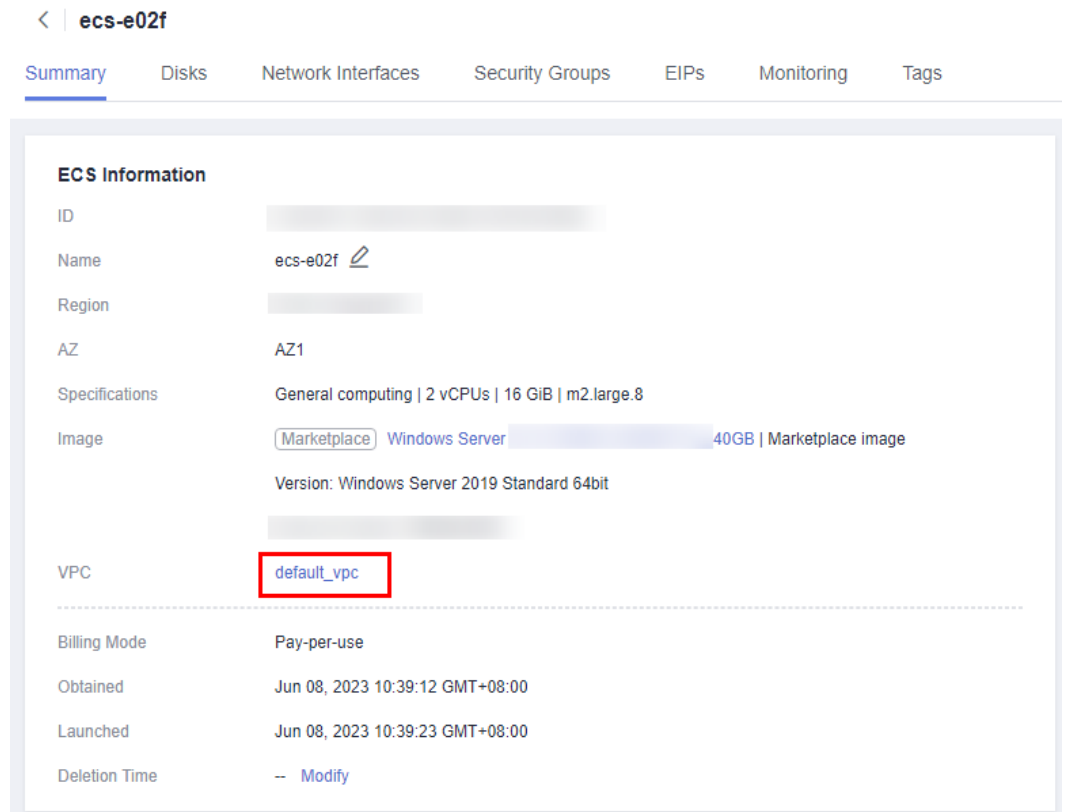 ecs-e02f
Summary Disks Network Interfaces Security Groups EIPs Monitoring Tags
ECS Information
ID
Name ecs-e02f
Region
AZ AZ1
Specifications General computing | 2 vCPUs | 16 GiB | m2.large.8
Image Marketplace Windows Server 40GB | Marketplace image
Version: Windows Server 2019 Standard 64bit
VPC default_vpc
Billing Mode Pay-per-use
Obtained Jun 08, 2023 10:39:12 GMT+08:00
Launched Jun 08, 2023 10:39:23 GMT+08:00
Deletion Time -- Modify